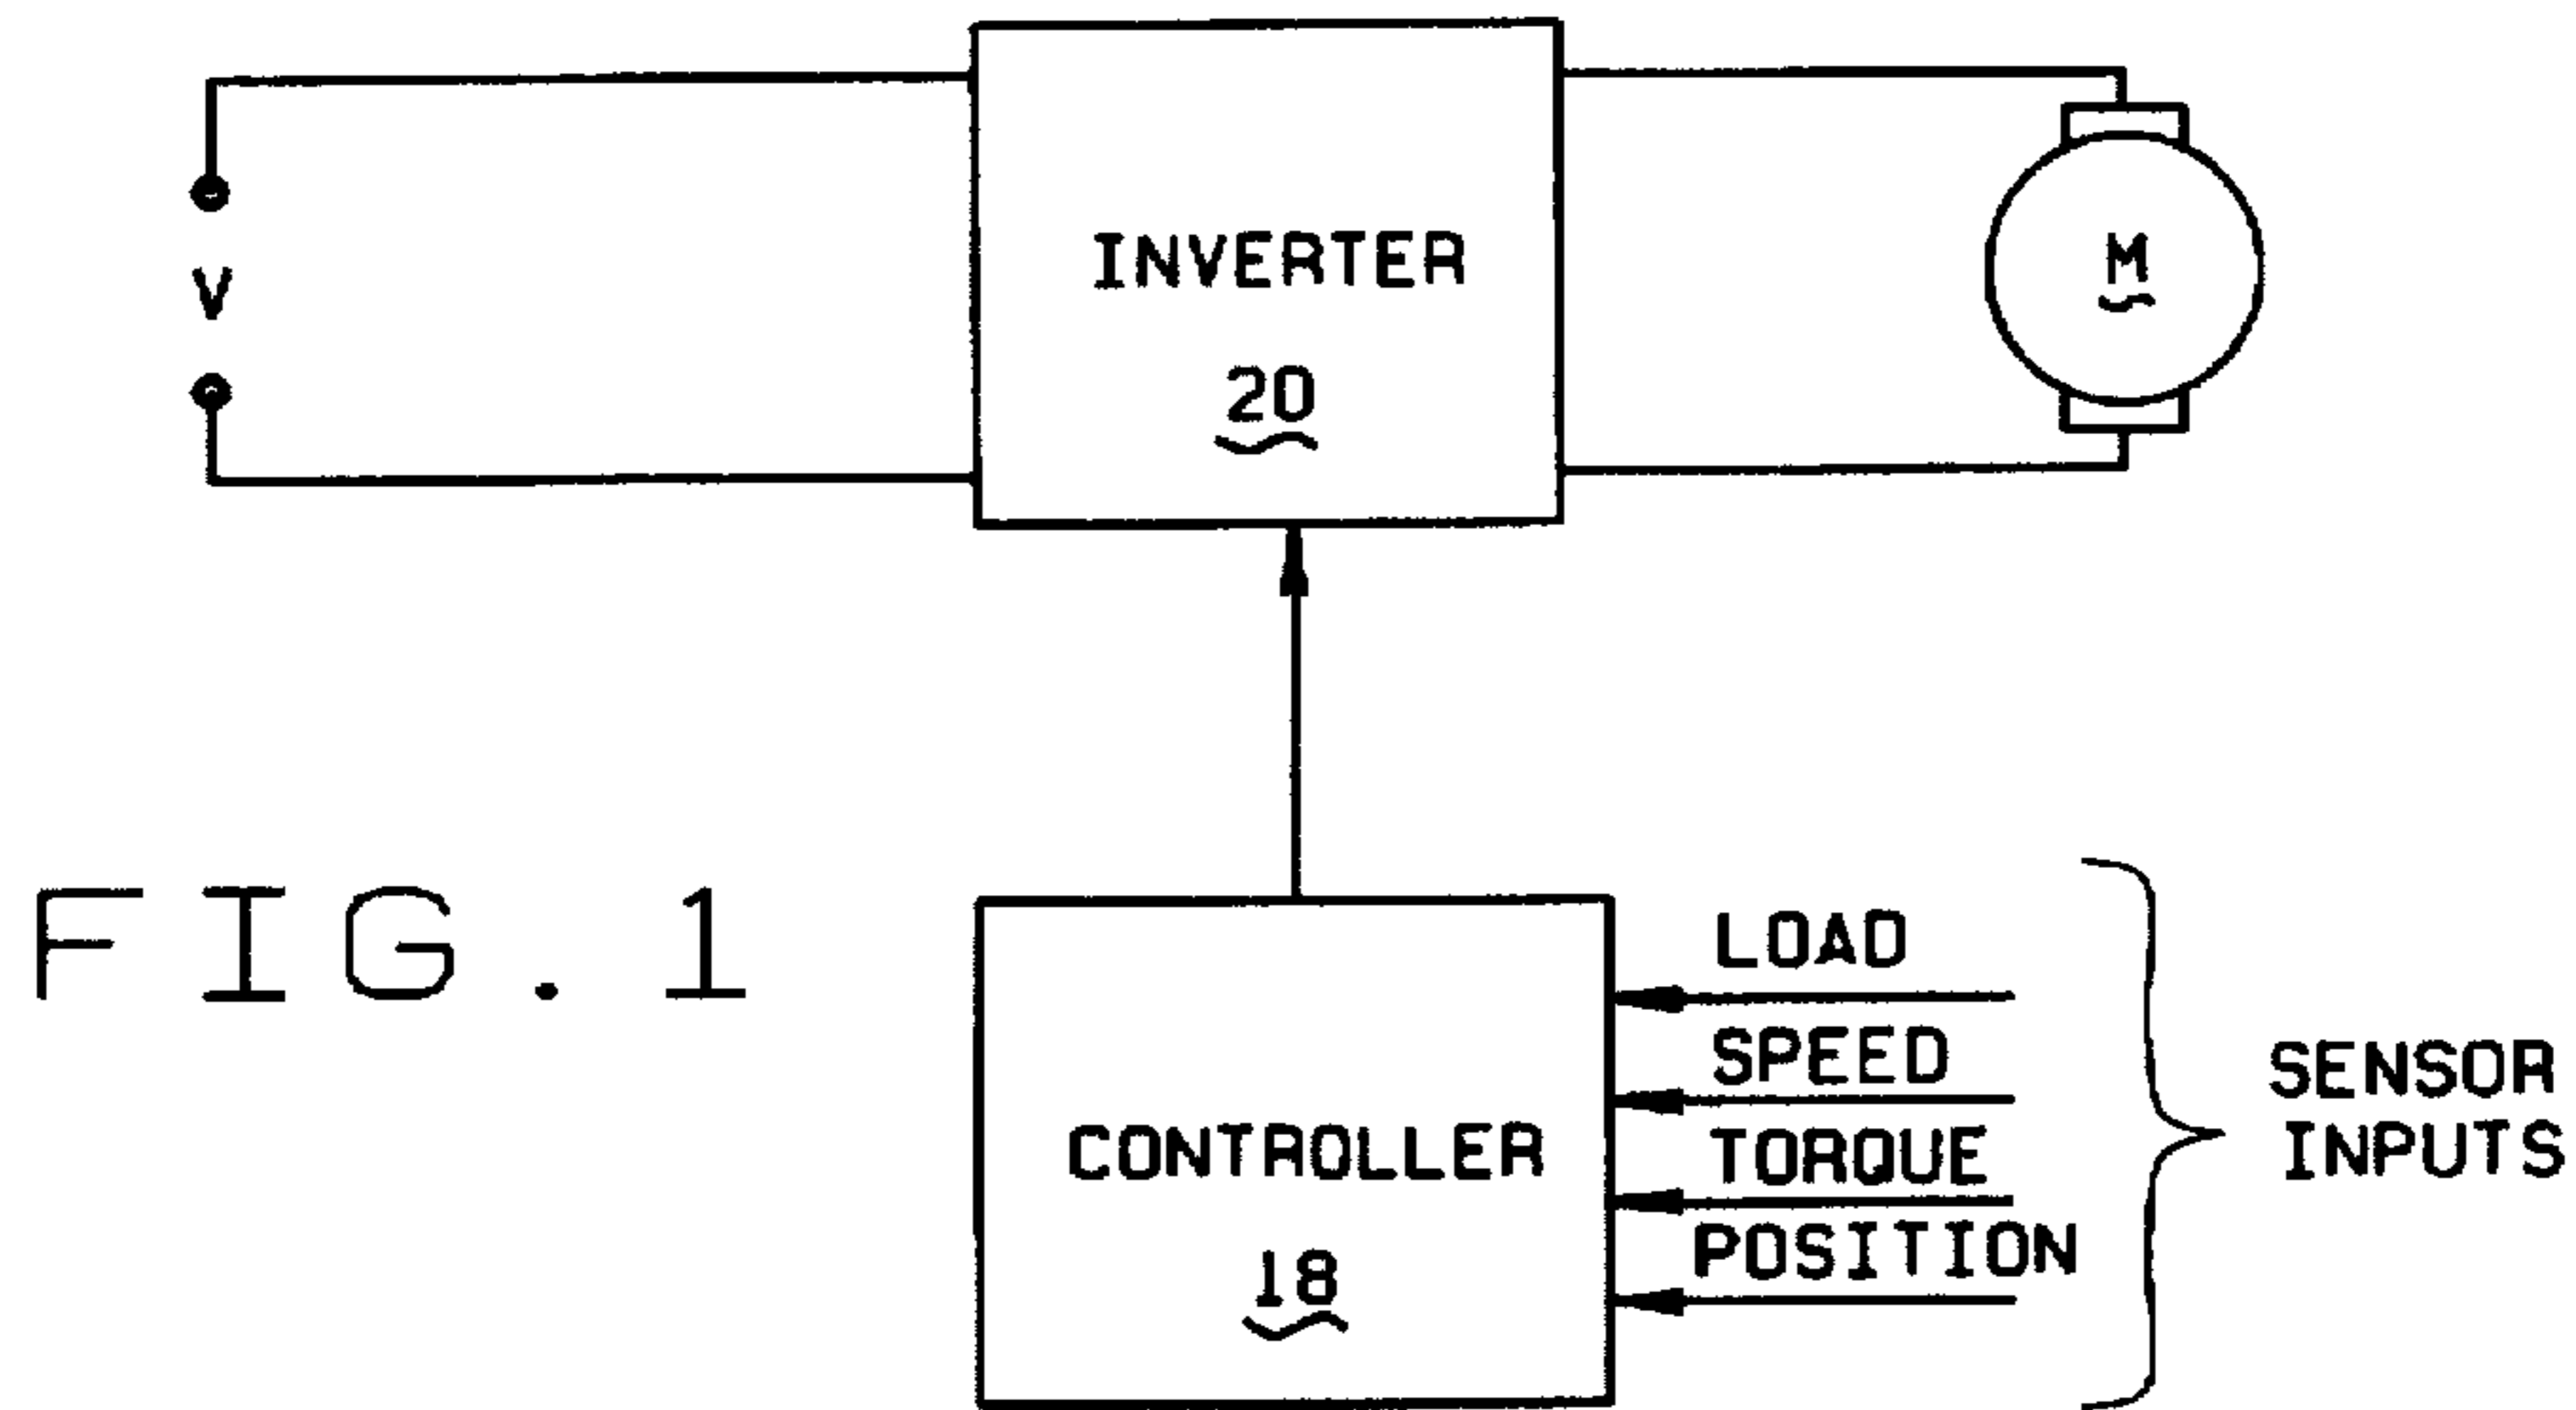 V
INVERTER
20
M
FIG. 1
CONTROLLER
18
LOAD
SPEED
TORQUE
POSITION
SENSOR
INPUTS